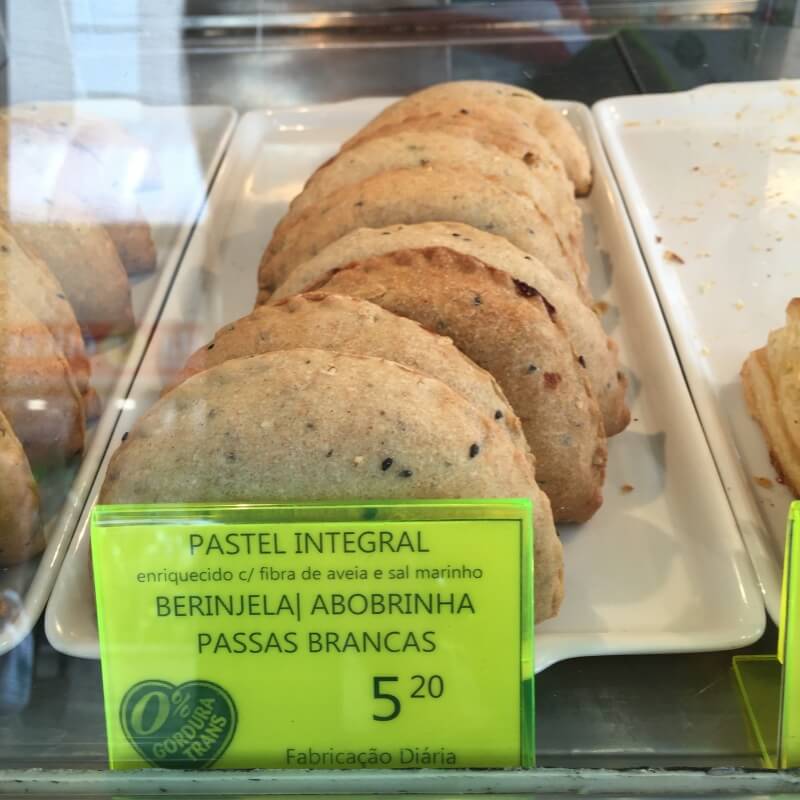 PASTEL INTEGRAL
enriquecido c/ fibra de aveia e sal marinho
BERINJELA| ABOBRINHA
PASSAS BRANCAS
5 20
0%
GORDURA
TRANS
Fabricação Diária